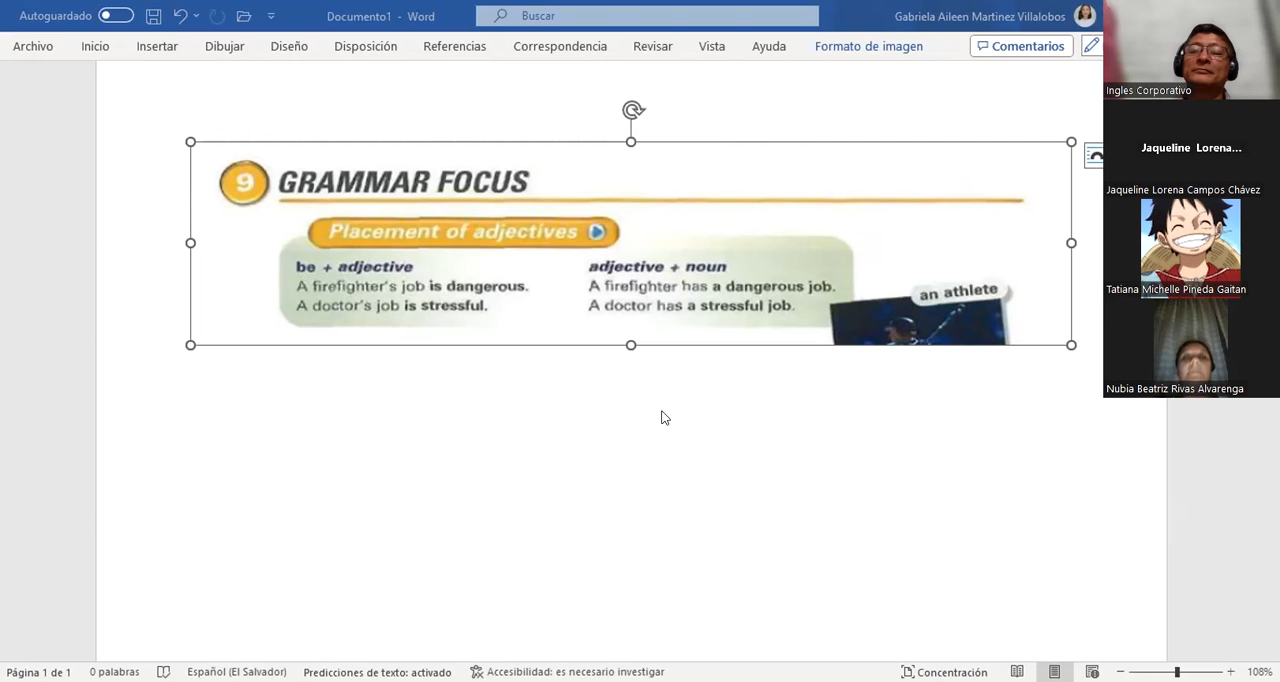 Autoguardado
Documento1 - Word
Buscar
Gabriela Aileen Martinez Villalobos
Archivo Inicio Insertar Dibujar Diseño Disposición Referencias Correspondencia Revisar Vista Ayuda Formato de imagen Comentarios
9 GRAMMAR FOCUS
Placement of adjectives
be + adjective
A firefighter's job is dangerous.
A doctor's job is stressful.
adjective + noun
A firefighter has a dangerous job.
A doctor has a stressful job.
an athlete
Ingles Corporativo
Jaqueline Lorena...
Jaqueline Lorena Campos Chávez
Tatiana Michelle Pineda Gaitan
Nubia Beatriz Rivas Alvarenga
Página 1 de 1 0 palabras Español (El Salvador) Predicciones de texto: activado Accesibilidad: es necesario investigar Concentración 108%